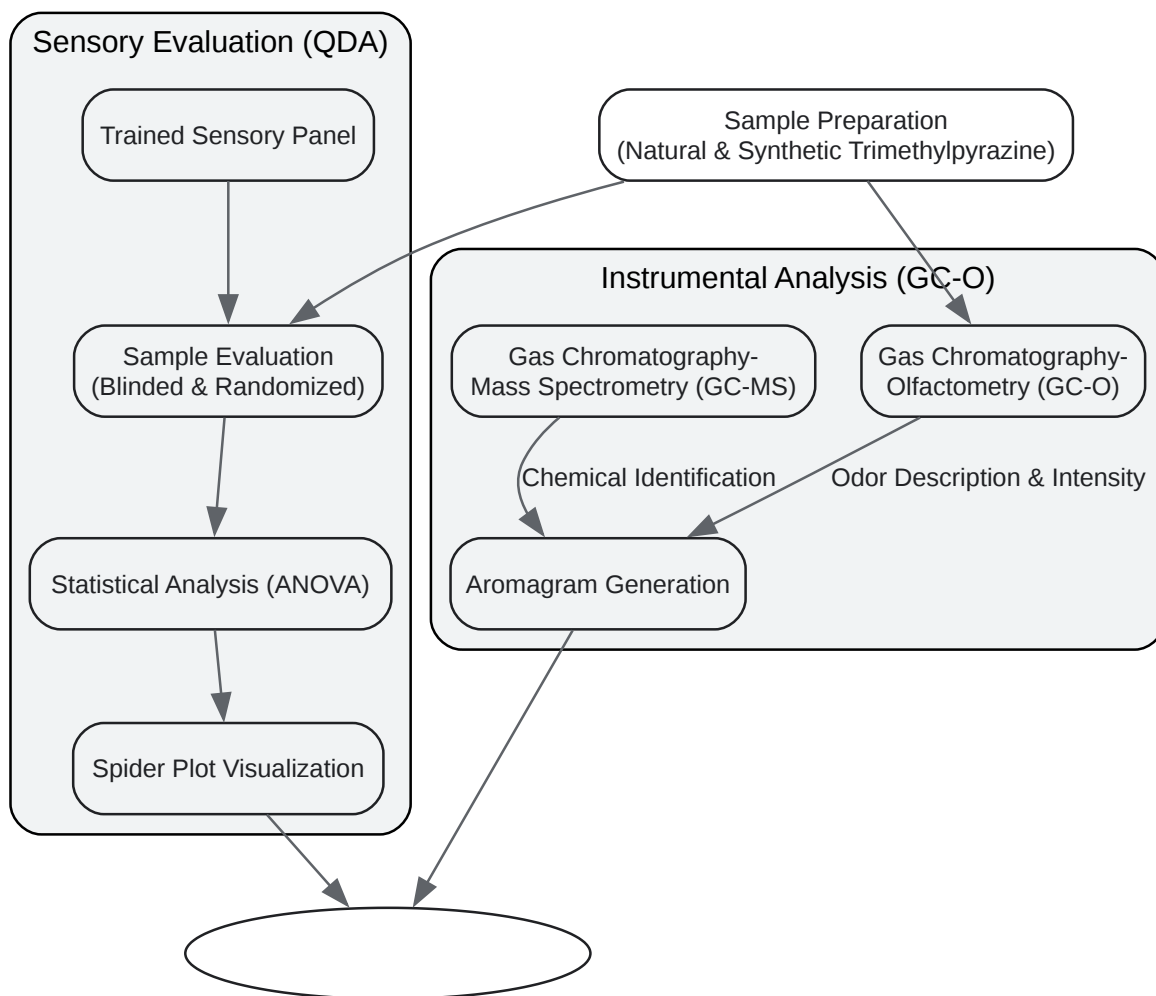 Sensory Evaluation (QDA)
Trained Sensory Panel
Sample Preparation
(Natural & Synthetic Trimethylpyrazine)
Instrumental Analysis (GC-O)
Sample Evaluation
(Blinded & Randomized)
Gas Chromatography-
Mass Spectrometry (GC-MS)
Gas Chromatography-
Olfactometry (GC-O)
Chemical Identification
Odor Description & Intensity
Statistical Analysis (ANOVA)
Aromagram Generation
Spider Plot Visualization